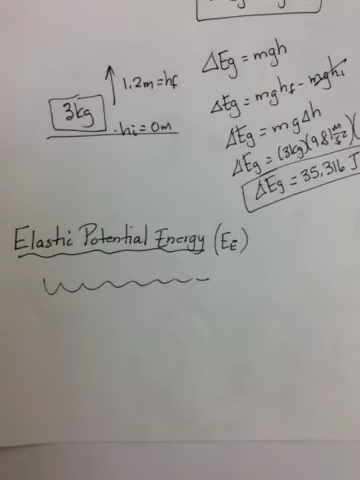 ΔEg = mgh
1.2m = hf
ΔEg = mghf - mghi
3kg
hi = 0m
ΔEg = mgΔh
ΔEg = (3kg)(9.81 m/s²)(
ΔEg = 35.316 J
Elastic Potential Energy (EE)